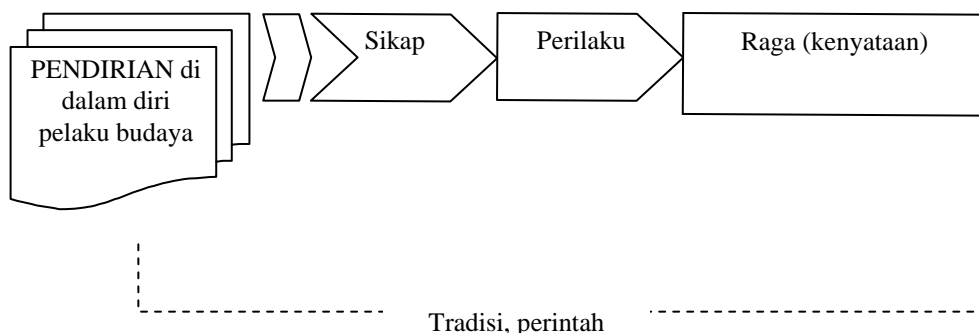 PENDIRIAN di
dalam diri
pelaku budaya
Sikap
Perilaku
Raga (kenyataan)
Tradisi, perintah